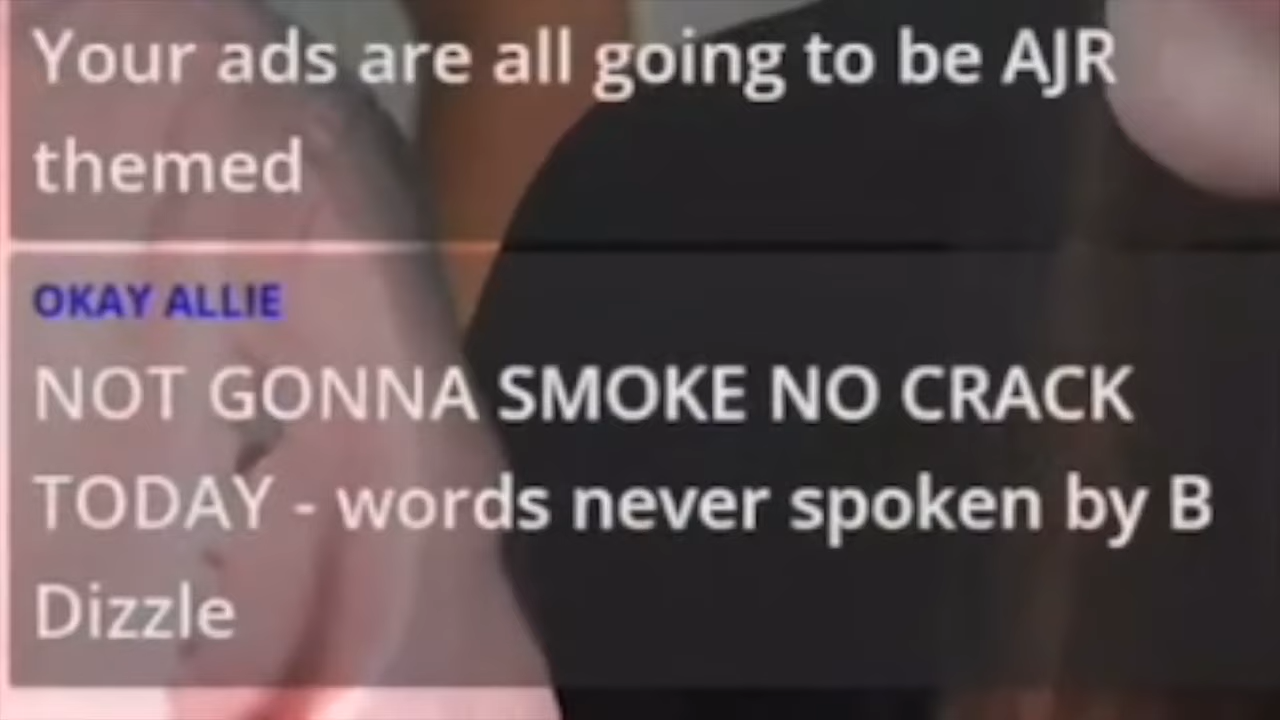 Your ads are all going to be AJR
themed
OKAY ALLIE
NOT GONNA SMOKE NO CRACK
TODAY - words never spoken by B
Dizzle